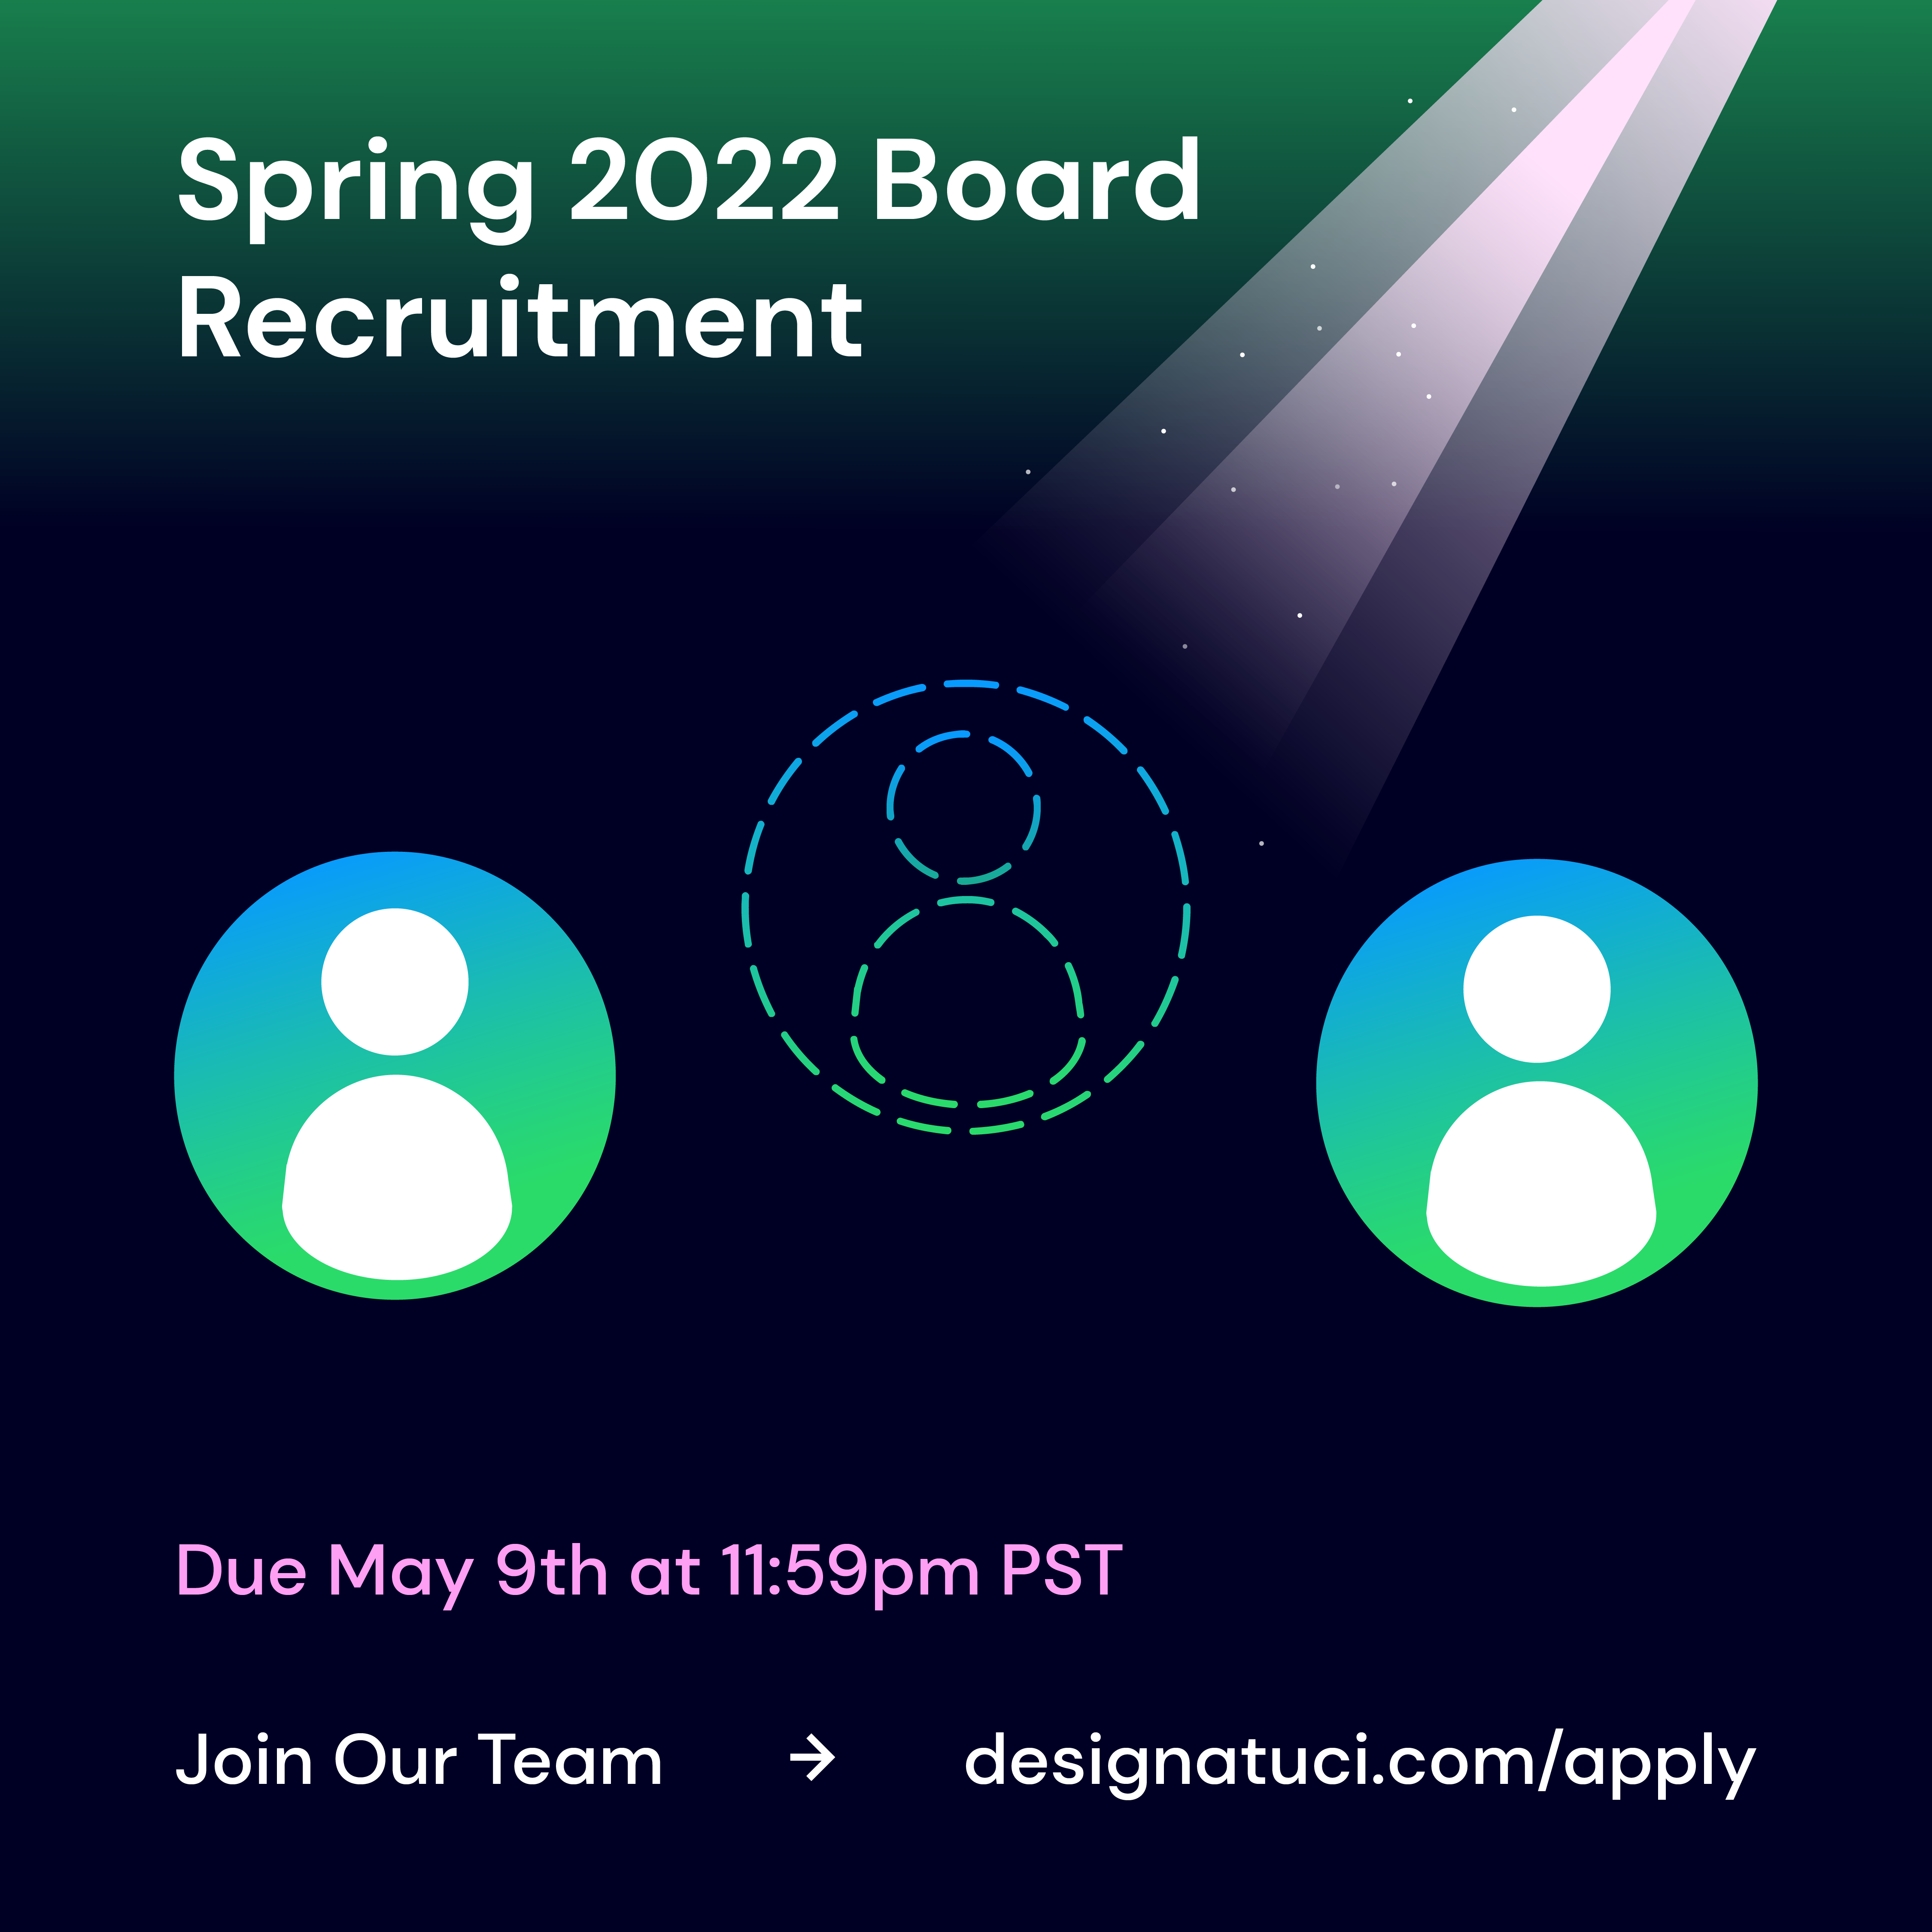 Spring 2022 Board
Recruitment
Due May 9th at 11:59pm PST
Join Our Team → designatuci.com/apply